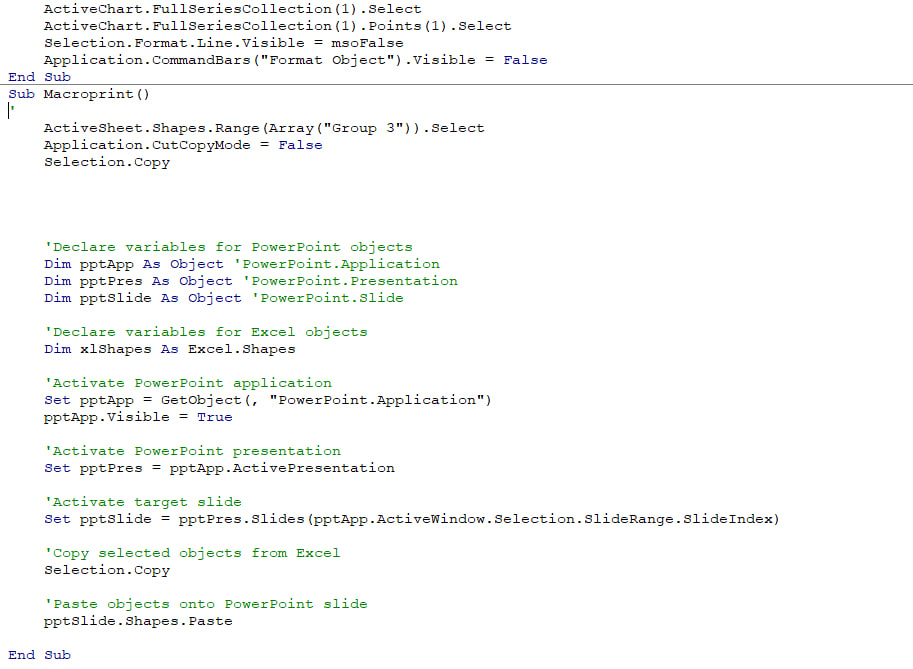 ActiveChart.FullSeriesCollection(1).Select
ActiveChart.FullSeriesCollection(1).Points(1).Select
Selection.Format.Line.Visible = msoFalse
Application.CommandBars("Format Object").Visible = False
End Sub
Sub Macroprint()
'
ActiveSheet.Shapes.Range(Array("Group 3")).Select
Application.CutCopyMode = False
Selection.Copy
'Declare variables for PowerPoint objects
Dim pptApp As Object 'PowerPoint.Application
Dim pptPres As Object 'PowerPoint.Presentation
Dim pptSlide As Object 'PowerPoint.Slide
'Declare variables for Excel objects
Dim xlShapes As Excel.Shapes
'Activate PowerPoint application
Set pptApp = GetObject(, "PowerPoint.Application")
pptApp.Visible = True
'Activate PowerPoint presentation
Set pptPres = pptApp.ActivePresentation
'Activate target slide
Set pptSlide = pptPres.Slides(pptApp.ActiveWindow.Selection.SlideRange.SlideIndex)
'Copy selected objects from Excel
Selection.Copy
'Paste objects onto PowerPoint slide
pptSlide.Shapes.Paste
End Sub